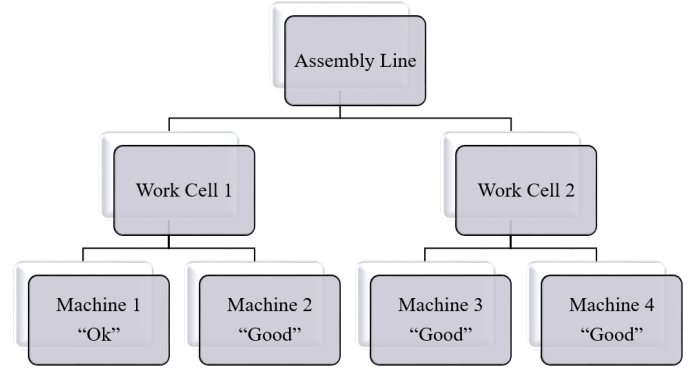 Assembly Line
Work Cell 1
Work Cell 2
Machine 1
“Ok”
Machine 2
“Good”
Machine 3
“Good”
Machine 4
“Good”